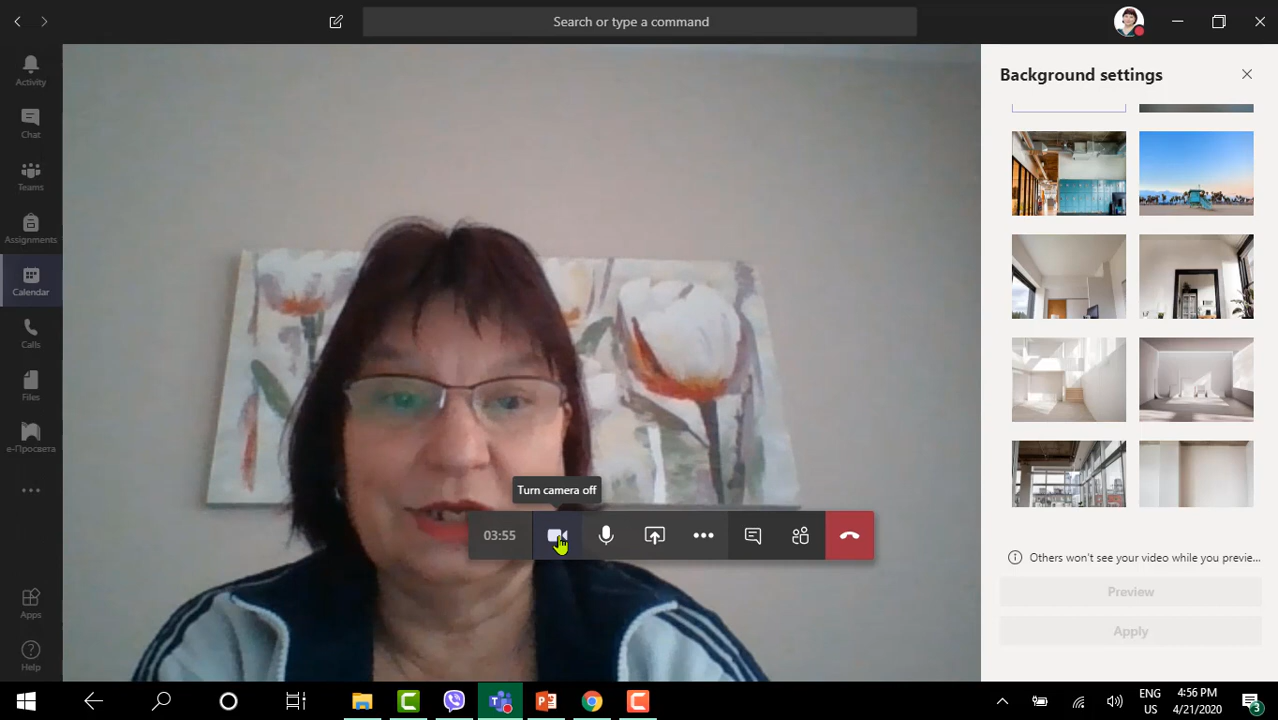 Search or type a command
Activity
Chat
Teams
Assignments
Calendar
Calls
Files
е-Просвета
Apps
Help
Background settings
Turn camera off
03:55
Others won't see your video while you previe...
Preview
Apply
ENG
US
4:56 PM
4/21/2020
3